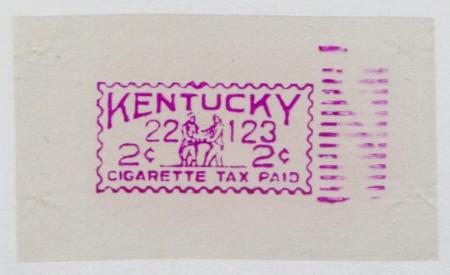 KENTUCKY
22 123
2¢ 2¢
CIGARETTE TAX PAID